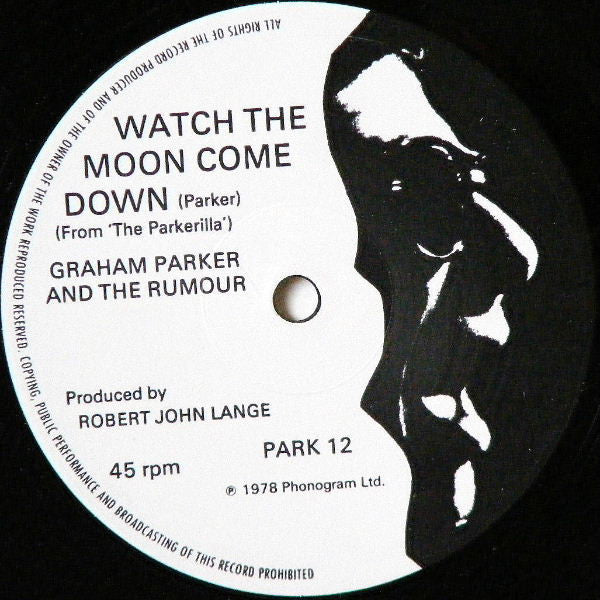 ALL RIGHTS OF THE RECORD PRODUCER AND OF THE OWNER OF THE WORK REPRODUCED RESERVED. COPYING, PUBLIC PERFORMANCE AND BROADCASTING OF THIS RECORD PROHIBITED
WATCH THE
MOON COME
DOWN (Parker)
(From 'The Parkerilla')
GRAHAM PARKER
AND THE RUMOUR
Produced by
ROBERT JOHN LANGE
PARK 12
45 rpm
℗ 1978 Phonogram Ltd.